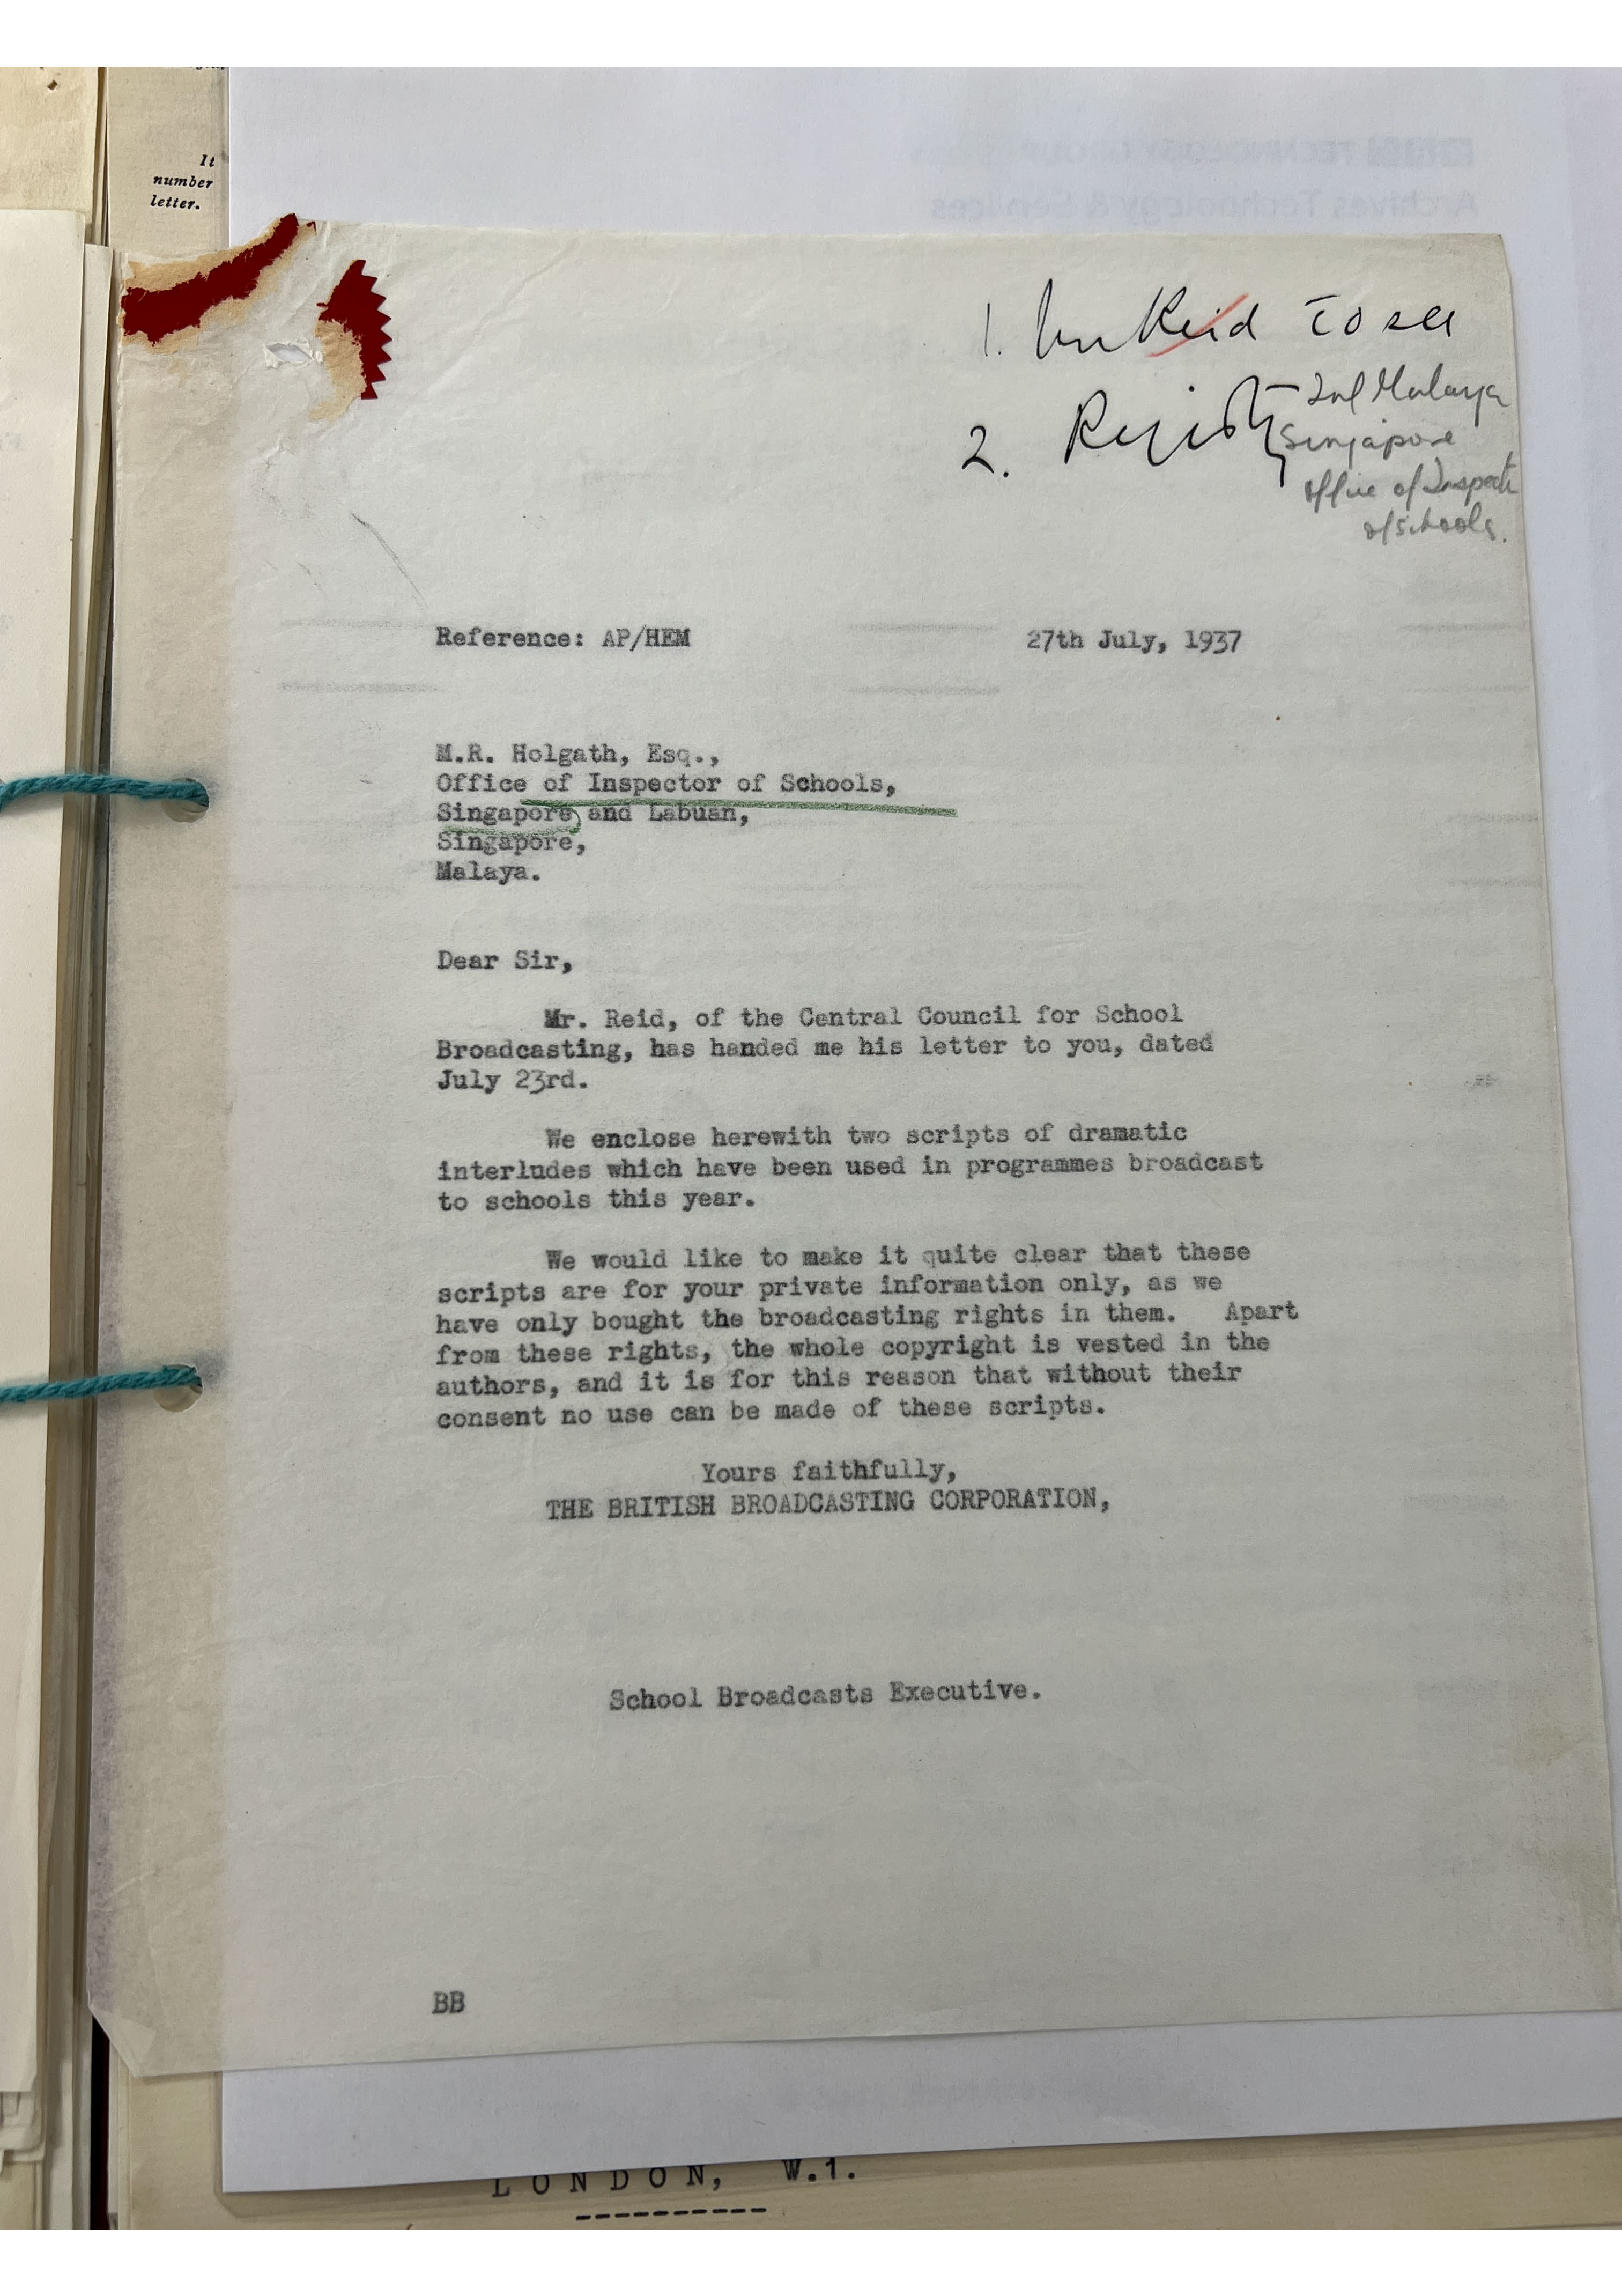 It
number
letter.
1. Mr Reid to see
2. Registry
Inf Malaya
Singapore
Office of Inspectr
of Schools.
Reference: AP/HEM 27th July, 1937
M.R. Holgath, Esq.,
Office of Inspector of Schools,
Singapore and Labuan,
Singapore,
Malaya.
Dear Sir,
Mr. Reid, of the Central Council for School
Broadcasting, has handed me his letter to you, dated
July 23rd.
We enclose herewith two scripts of dramatic
interludes which have been used in programmes broadcast
to schools this year.
We would like to make it quite clear that these
scripts are for your private information only, as we
have only bought the broadcasting rights in them. Apart
from these rights, the whole copyright is vested in the
authors, and it is for this reason that without their
consent no use can be made of these scripts.
Yours faithfully,
THE BRITISH BROADCASTING CORPORATION,
School Broadcasts Executive.
BB
LONDON, W.1.